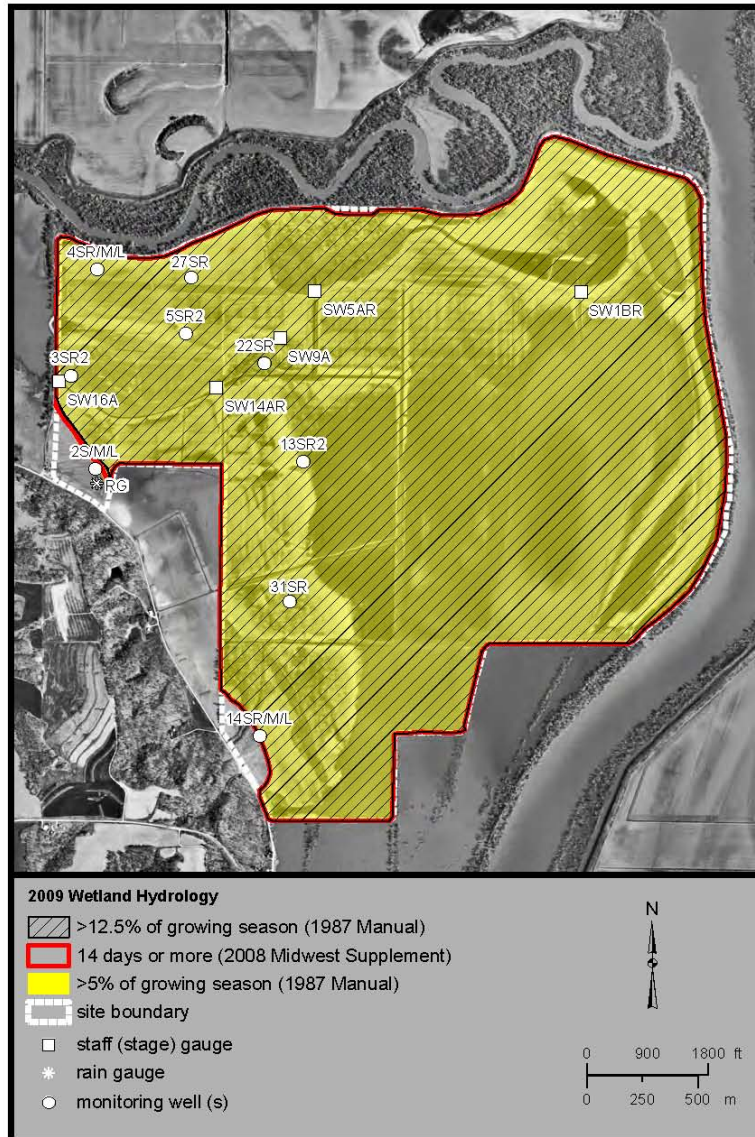 4SR/M/L
27SR
SW5AR
SW1BR
5SR2
22SR
SW9A
3SR2
SW16A
SW14AR
13SR2
2S/M/L
RG
31SR
14SR/M/L
2009 Wetland Hydrology
>12.5% of growing season (1987 Manual)
14 days or more (2008 Midwest Supplement)
>5% of growing season (1987 Manual)
site boundary
staff (stage) gauge
rain gauge
monitoring well (s)
N
0 900 1800 ft
0 250 500 m